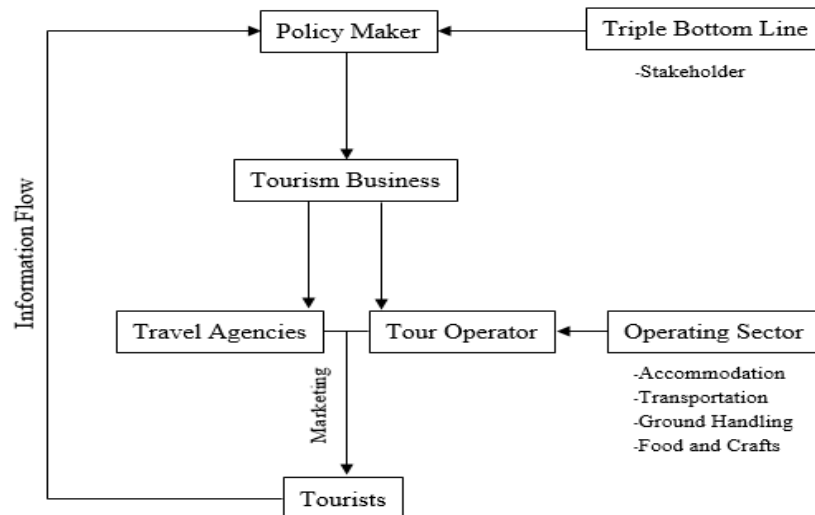 Policy Maker
Triple Bottom Line
-Stakeholder
Tourism Business
Information Flow
Travel Agencies
Tour Operator
Operating Sector
-Accommodation
-Transportation
-Ground Handling
-Food and Crafts
Marketing
Tourists